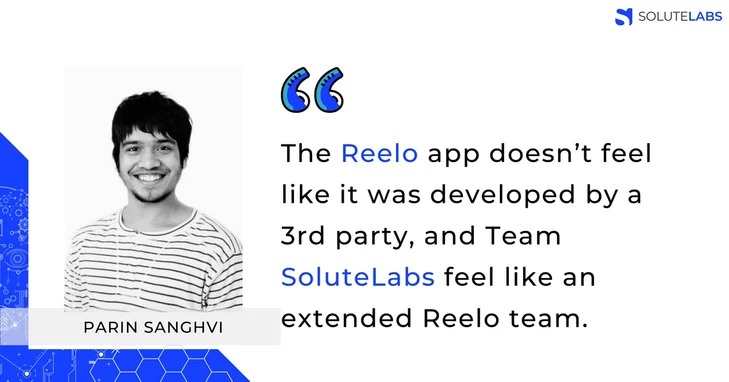 SOLUTELABS
The Reelo app doesn’t feel
like it was developed by a
3rd party, and Team
SoluteLabs feel like an
extended Reelo team.
PARIN SANGHVI